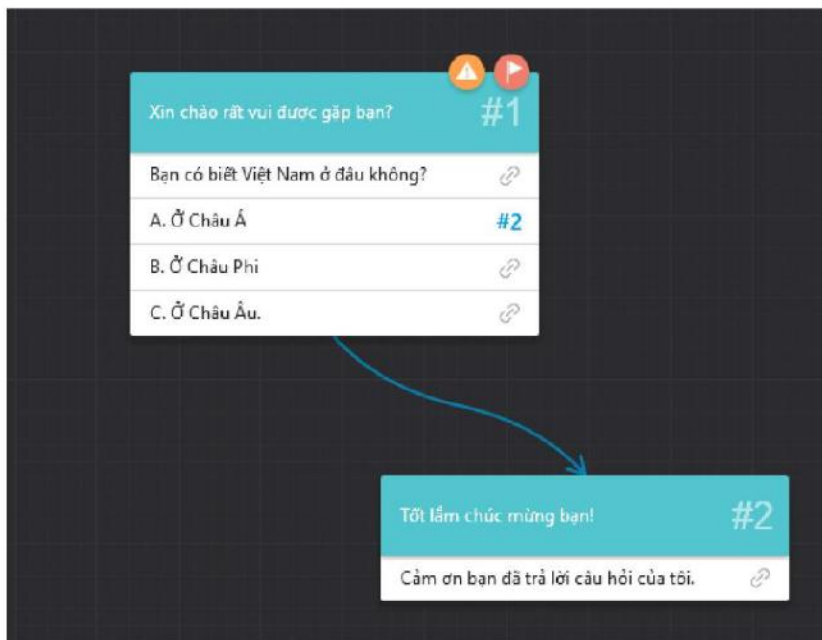 Xin chào rất vui được gặp bạn?
#1
Bạn có biết Việt Nam ở đâu không?
A. Ở Châu Á
#2
B. Ở Châu Phi
C. Ở Châu Âu.
Tốt lắm chúc mừng bạn!
#2
Cảm ơn bạn đã trả lời câu hỏi của tôi.